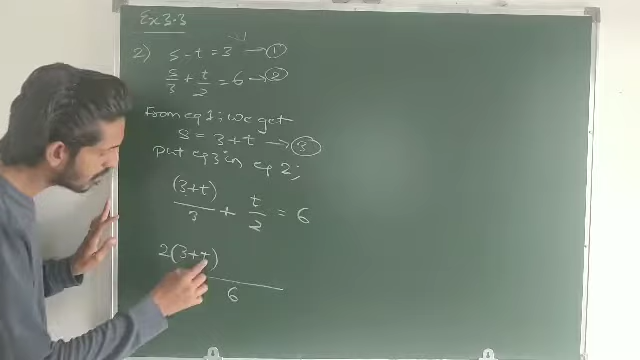 Ex 3.3
2) s - t = 3 → ①
s/3 + t/2 = 6 → ②
From eq 1; we get
s = 3 + t → ③
put eq 3 in eq 2;
(3+t)/3 + t/2 = 6
2(3+t)
6